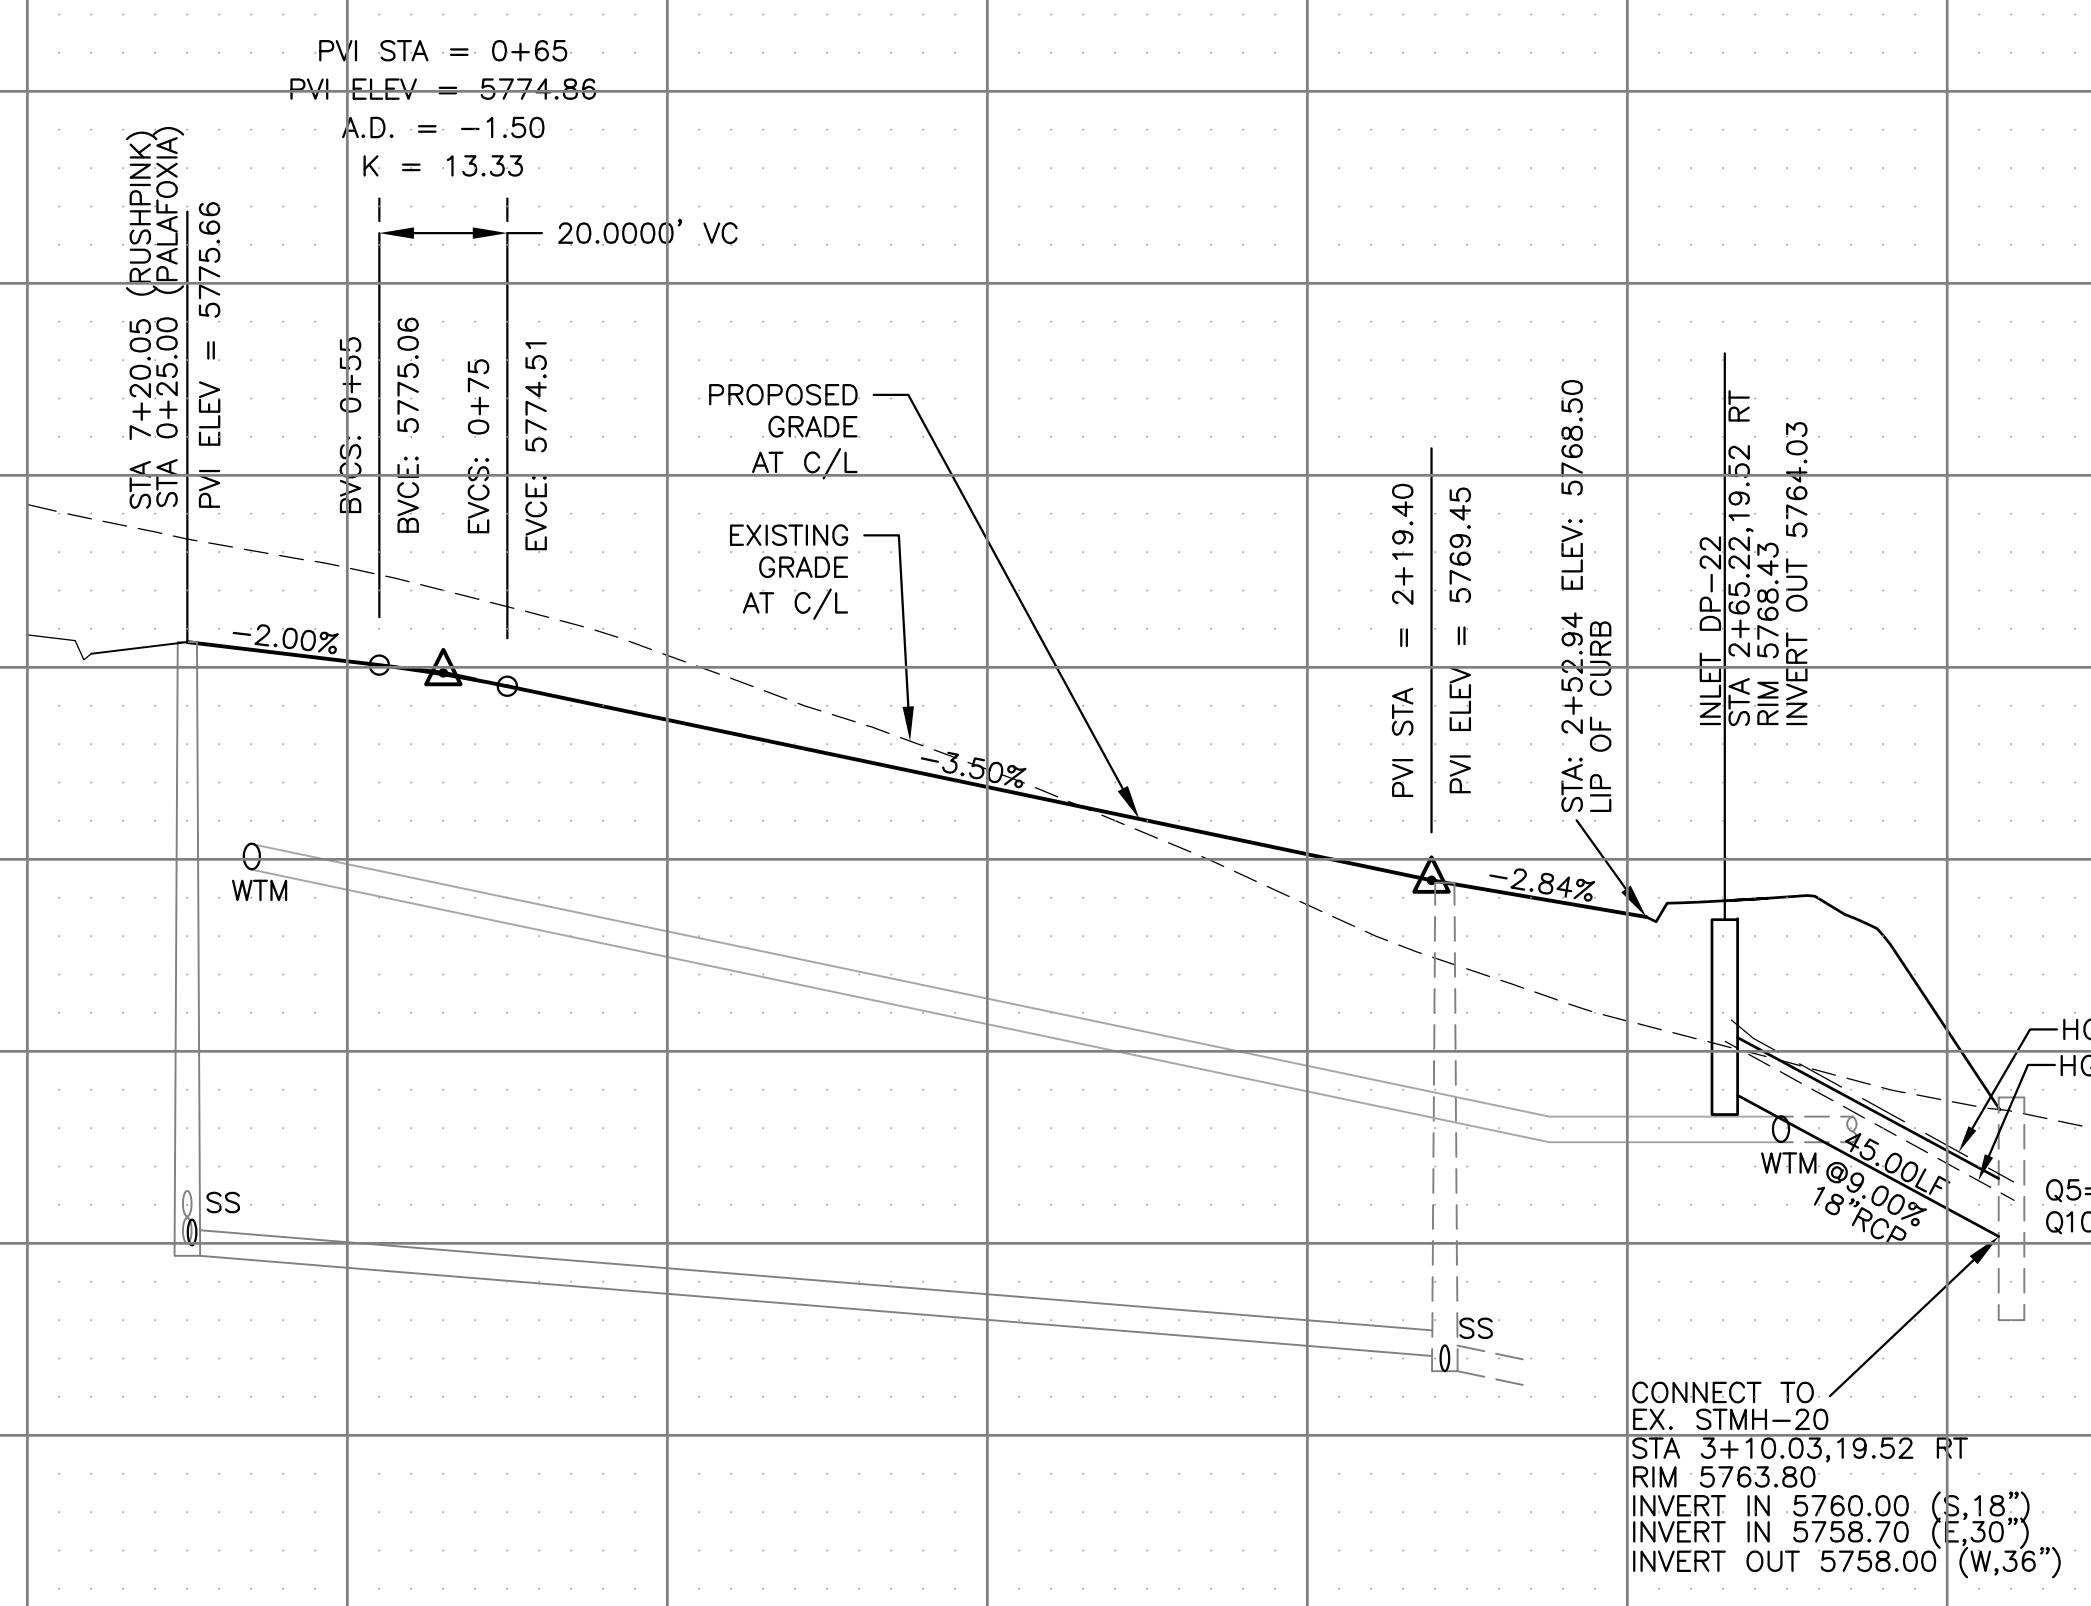 PVI STA = 0+65
PVI ELEV = 5774.86
A.D. = -1.50
K = 13.33
20.0000' VC
STA 7+20.05 (RUSHPINK)
STA 0+25.00 (PALAFOXIA)
PVI ELEV = 5775.66
BVCS: 0+55
BVCE: 5775.06
EVCS: 0+75
EVCE: 5774.51
PROPOSED
GRADE
AT C/L
EXISTING
GRADE
AT C/L
PVI STA = 2+19.40
PVI ELEV = 5769.45
STA: 2+52.94 ELEV: 5768.50
LIP OF CURB
INLET DP-22
STA 2+65.22,19.52 RT
RIM 5768.43
INVERT OUT 5764.03
-2.00%
-3.50%
-2.84%
WTM
SS
SS
WTM
45.00LF
@9.00%
18"RCP
HG
HG
Q5=
Q10
CONNECT TO
EX. STMH-20
STA 3+10.03,19.52 RT
RIM 5763.80
INVERT IN 5760.00 (S,18")
INVERT IN 5758.70 (E,30")
INVERT OUT 5758.00 (W,36")